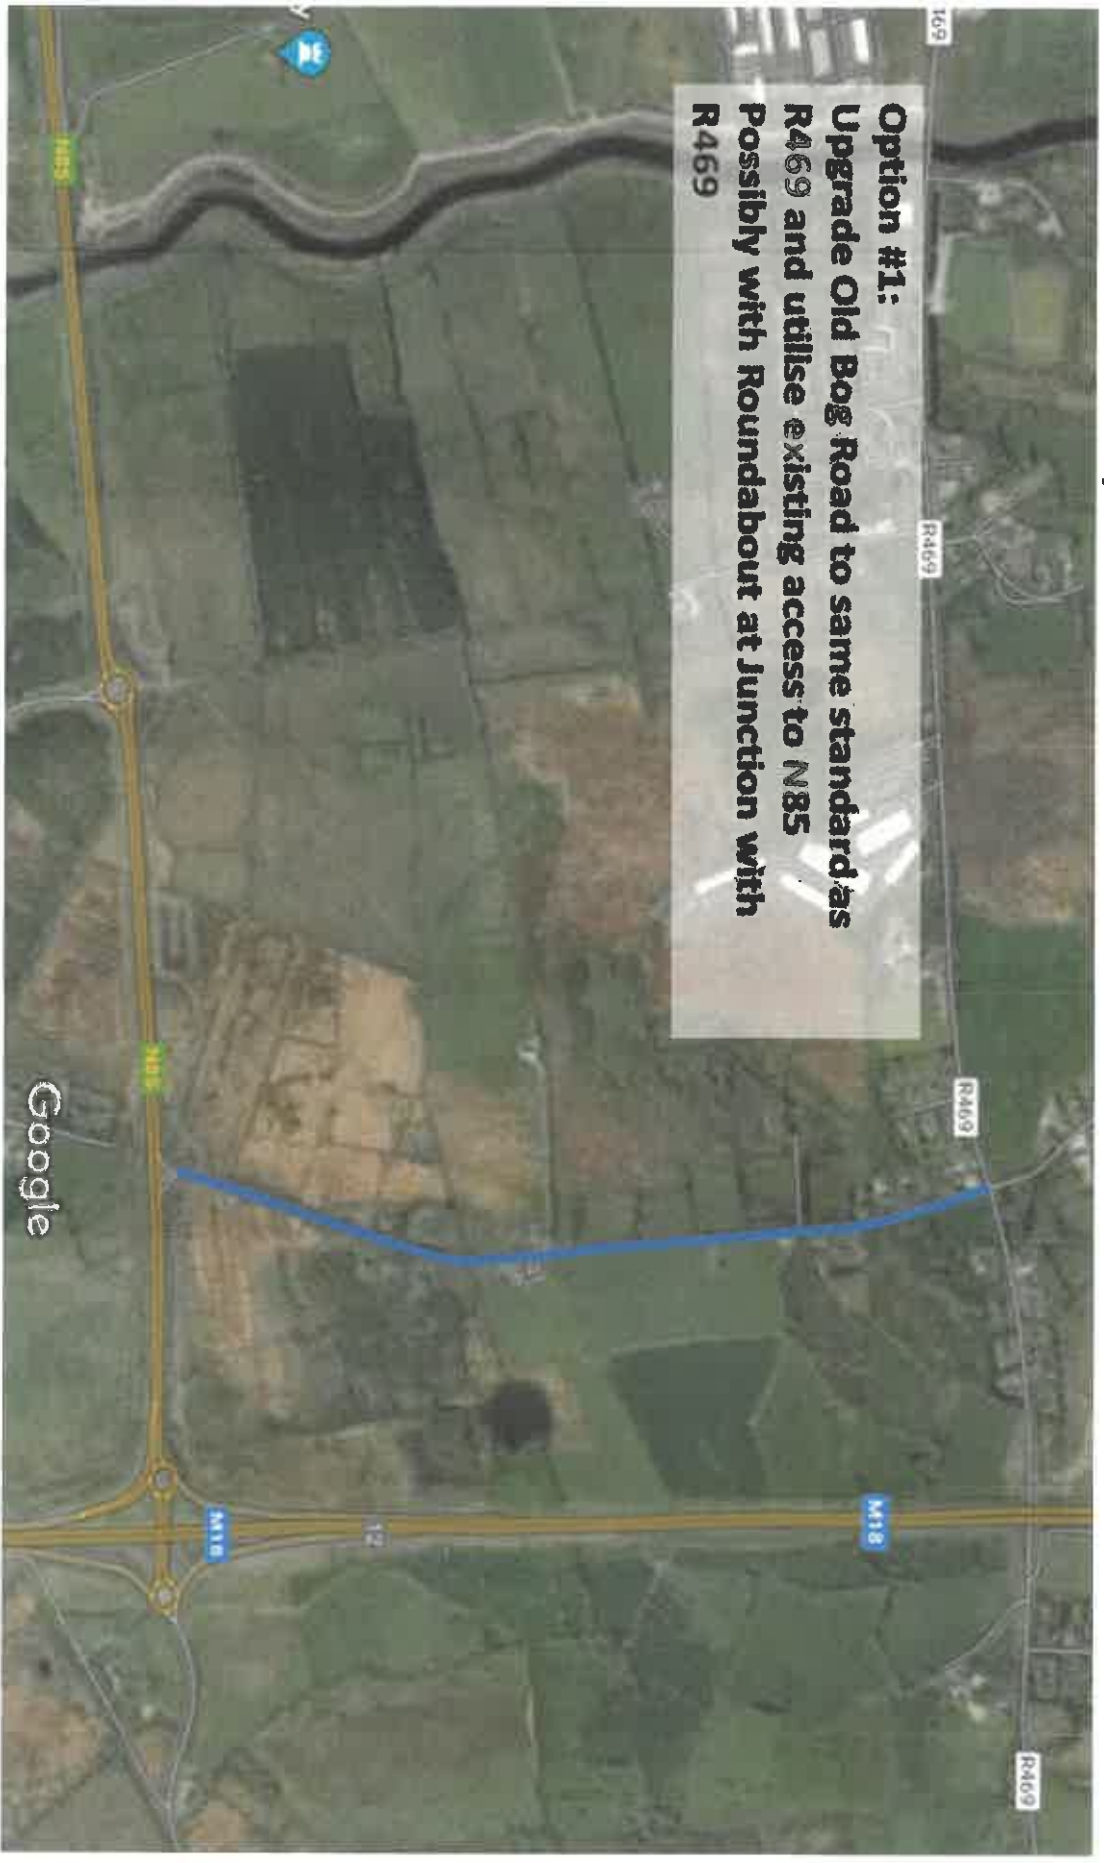 Option #1:
Upgrade Old Bog Road to same standard as
R469 and utilise existing access to N85
Possibly with Roundabout at Junction with
R469
169
R469
R469
R469
M18
M18
12
N85
N85
Google
y